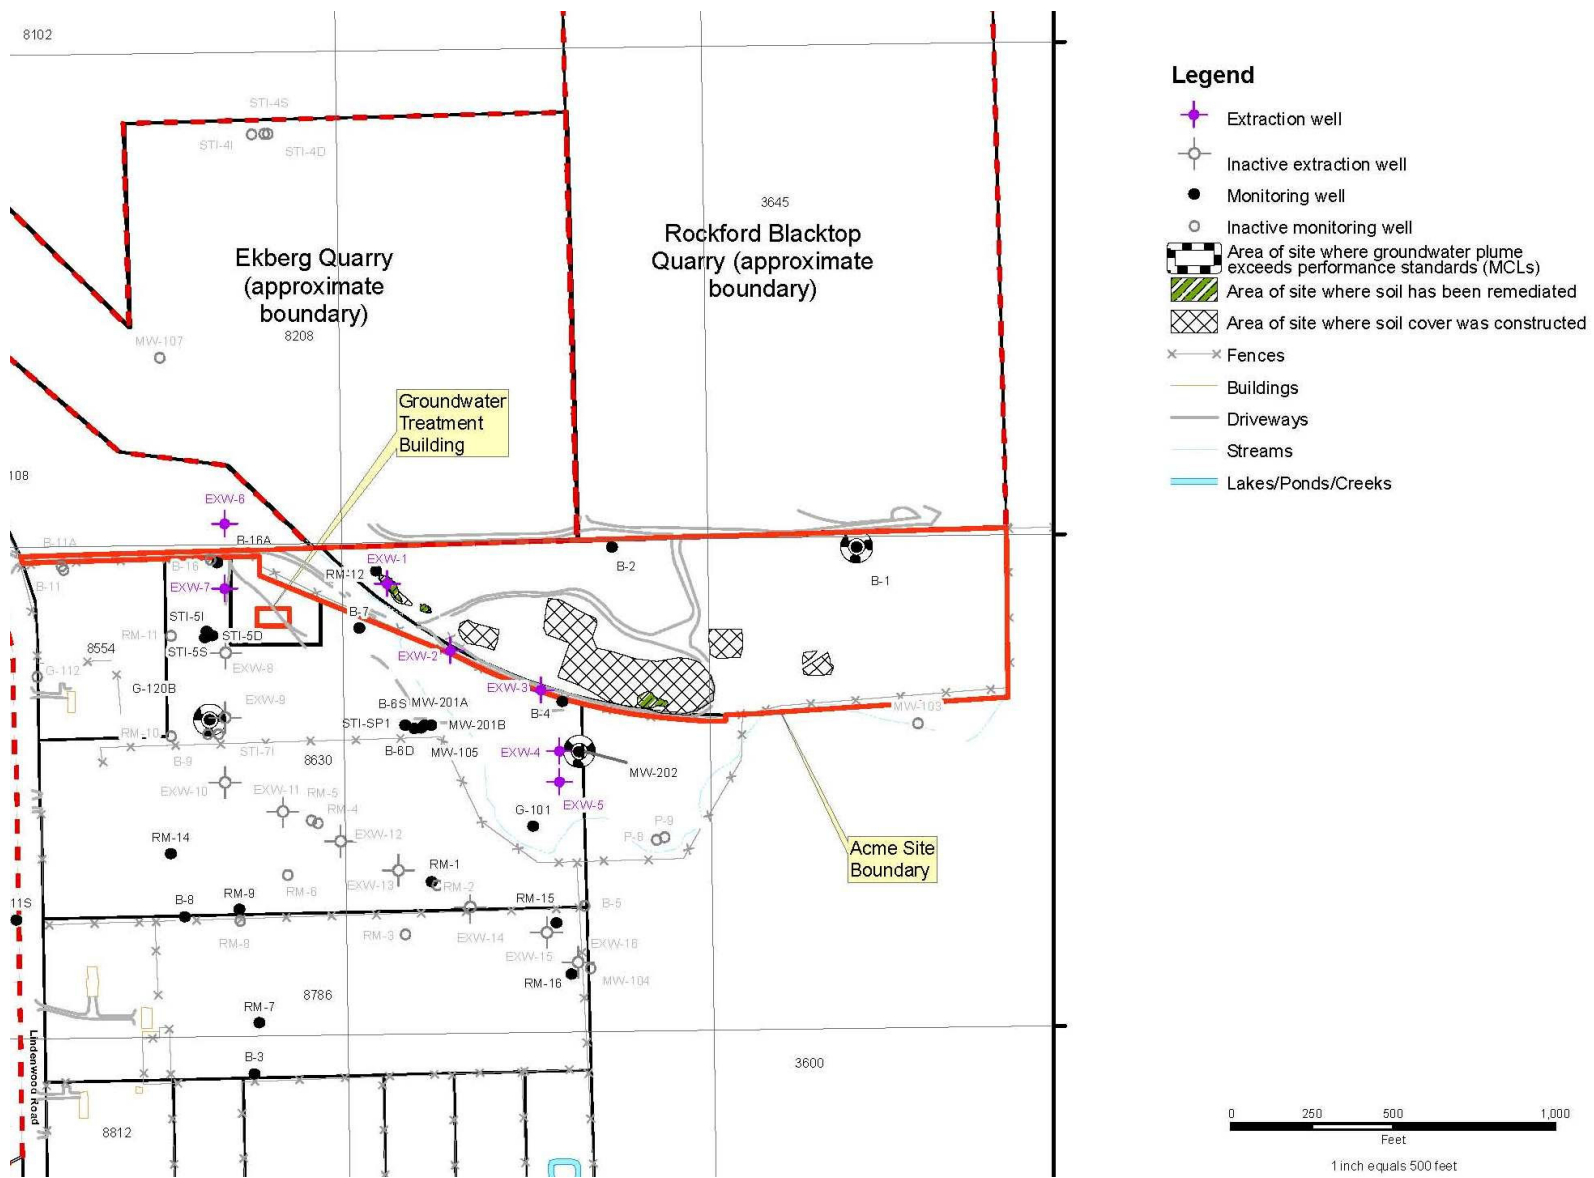 8102
STI-4S
STI-4I
STI-4D
3645
Ekberg Quarry
(approximate
boundary)
8208
Rockford Blacktop
Quarry (approximate
boundary)
MW-107
Groundwater
Treatment
Building
108
EXW-6
B-11A
B-16A
B-16
EXW-1
RM-12
B-2
B-1
B-11
EXW-7
B-7
STI-5I
RM-11
STI-5D
8554
STI-5S
EXW-2
EXW-8
G-112
G-120B
EXW-9
EXW-3
B-6S
MW-201A
STI-SP1
MW-201B
B-4
MW-103
RM-10
B-9
STI-7I
8630
B-6D
MW-105
EXW-4
MW-202
EXW-10
EXW-11
RM-5
RM-4
EXW-5
G-101
EXW-12
P-8
P-9
RM-14
Acme Site
Boundary
EXW-13
RM-1
RM-2
RM-6
11S
B-8
RM-9
RM-15
B-5
RM-8
RM-3
EXW-14
EXW-15
EXW-16
RM-16
MW-104
8786
RM-7
B-3
3600
Lindenwood Road
8812
Legend
Extraction well
Inactive extraction well
Monitoring well
Inactive monitoring well
Area of site where groundwater plume
exceeds performance standards (MCLs)
Area of site where soil has been remediated
Area of site where soil cover was constructed
Fences
Buildings
Driveways
Streams
Lakes/Ponds/Creeks
0 250 500 1,000
Feet
1 inch equals 500 feet